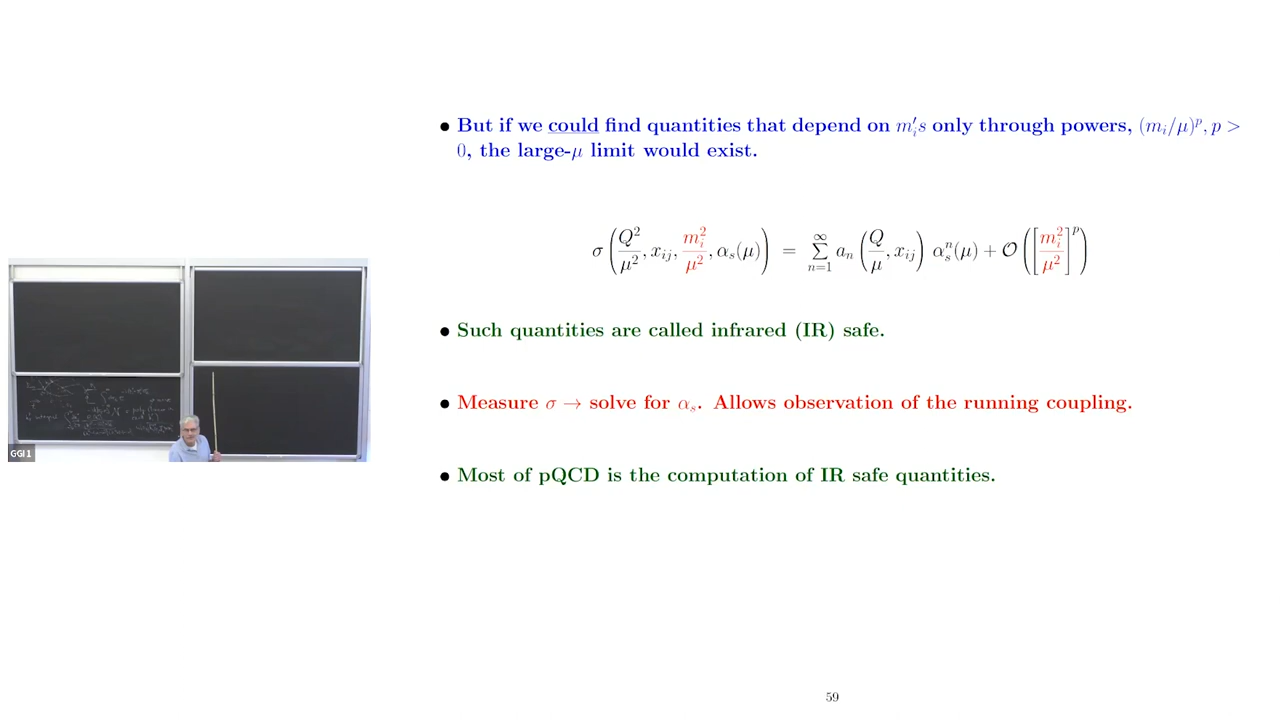 • But if we could find quantities that depend on m′ᵢs only through powers, (mᵢ/μ)ᵖ, p >
0, the large-μ limit would exist.
σ ( Q²/μ², xᵢⱼ, mᵢ²/μ², αₛ(μ) ) = ∑_{n=1}^{∞} aₙ ( Q/μ, xᵢⱼ ) αₛⁿ(μ) + 𝒪 ( [ mᵢ²/μ² ]ᵖ )
• Such quantities are called infrared (IR) safe.
• Measure σ → solve for αₛ. Allows observation of the running coupling.
• Most of pQCD is the computation of IR safe quantities.
GGI 1
59